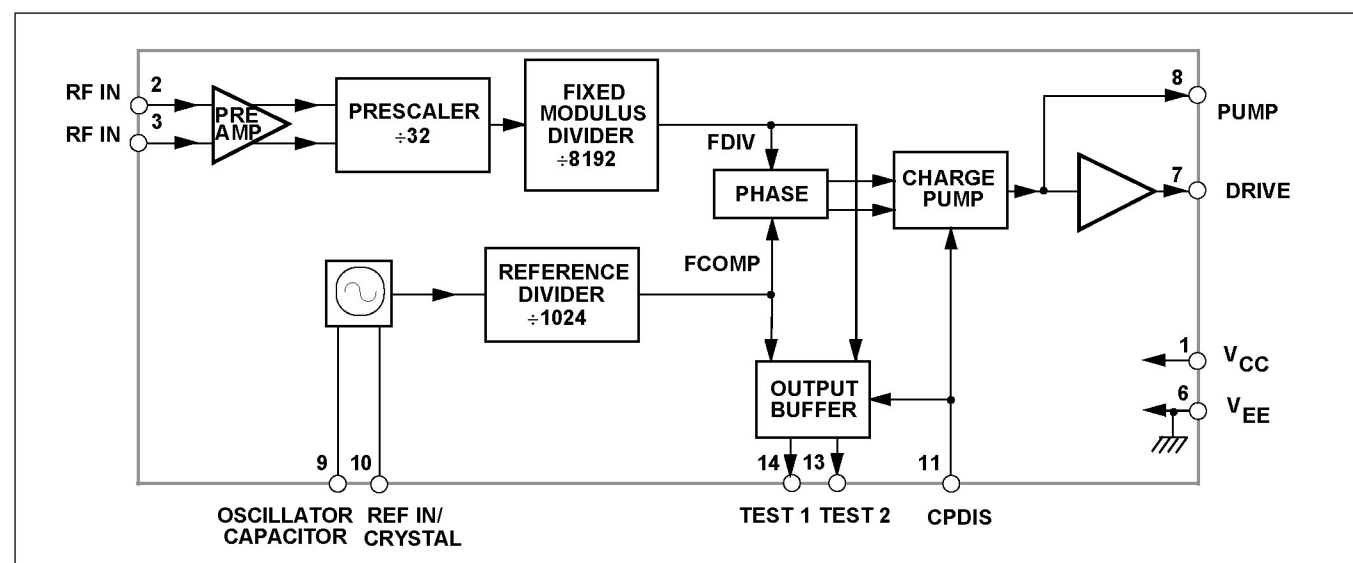 RF IN
2
RF IN
3
PRE
AMP
PRESCALER
÷32
FIXED
MODULUS
DIVIDER
÷8192
FDIV
PHASE
CHARGE
PUMP
8
PUMP
7
DRIVE
FCOMP
REFERENCE
DIVIDER
÷1024
OUTPUT
BUFFER
1
VCC
6
VEE
9
10
14
13
11
OSCILLATOR
CAPACITOR
REF IN/
CRYSTAL
TEST 1
TEST 2
CPDIS